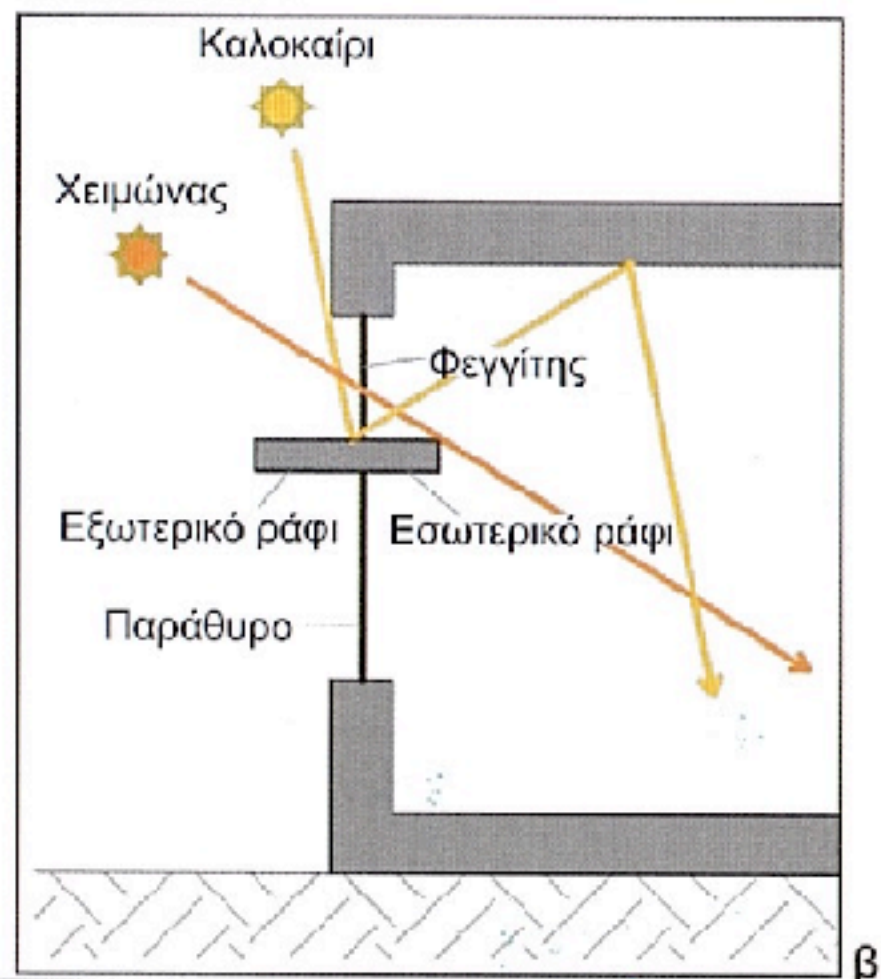 Καλοκαίρι
Χειμώνας
Φεγγίτης
Εξωτερικό ράφι
Εσωτερικό ράφι
Παράθυρο
β